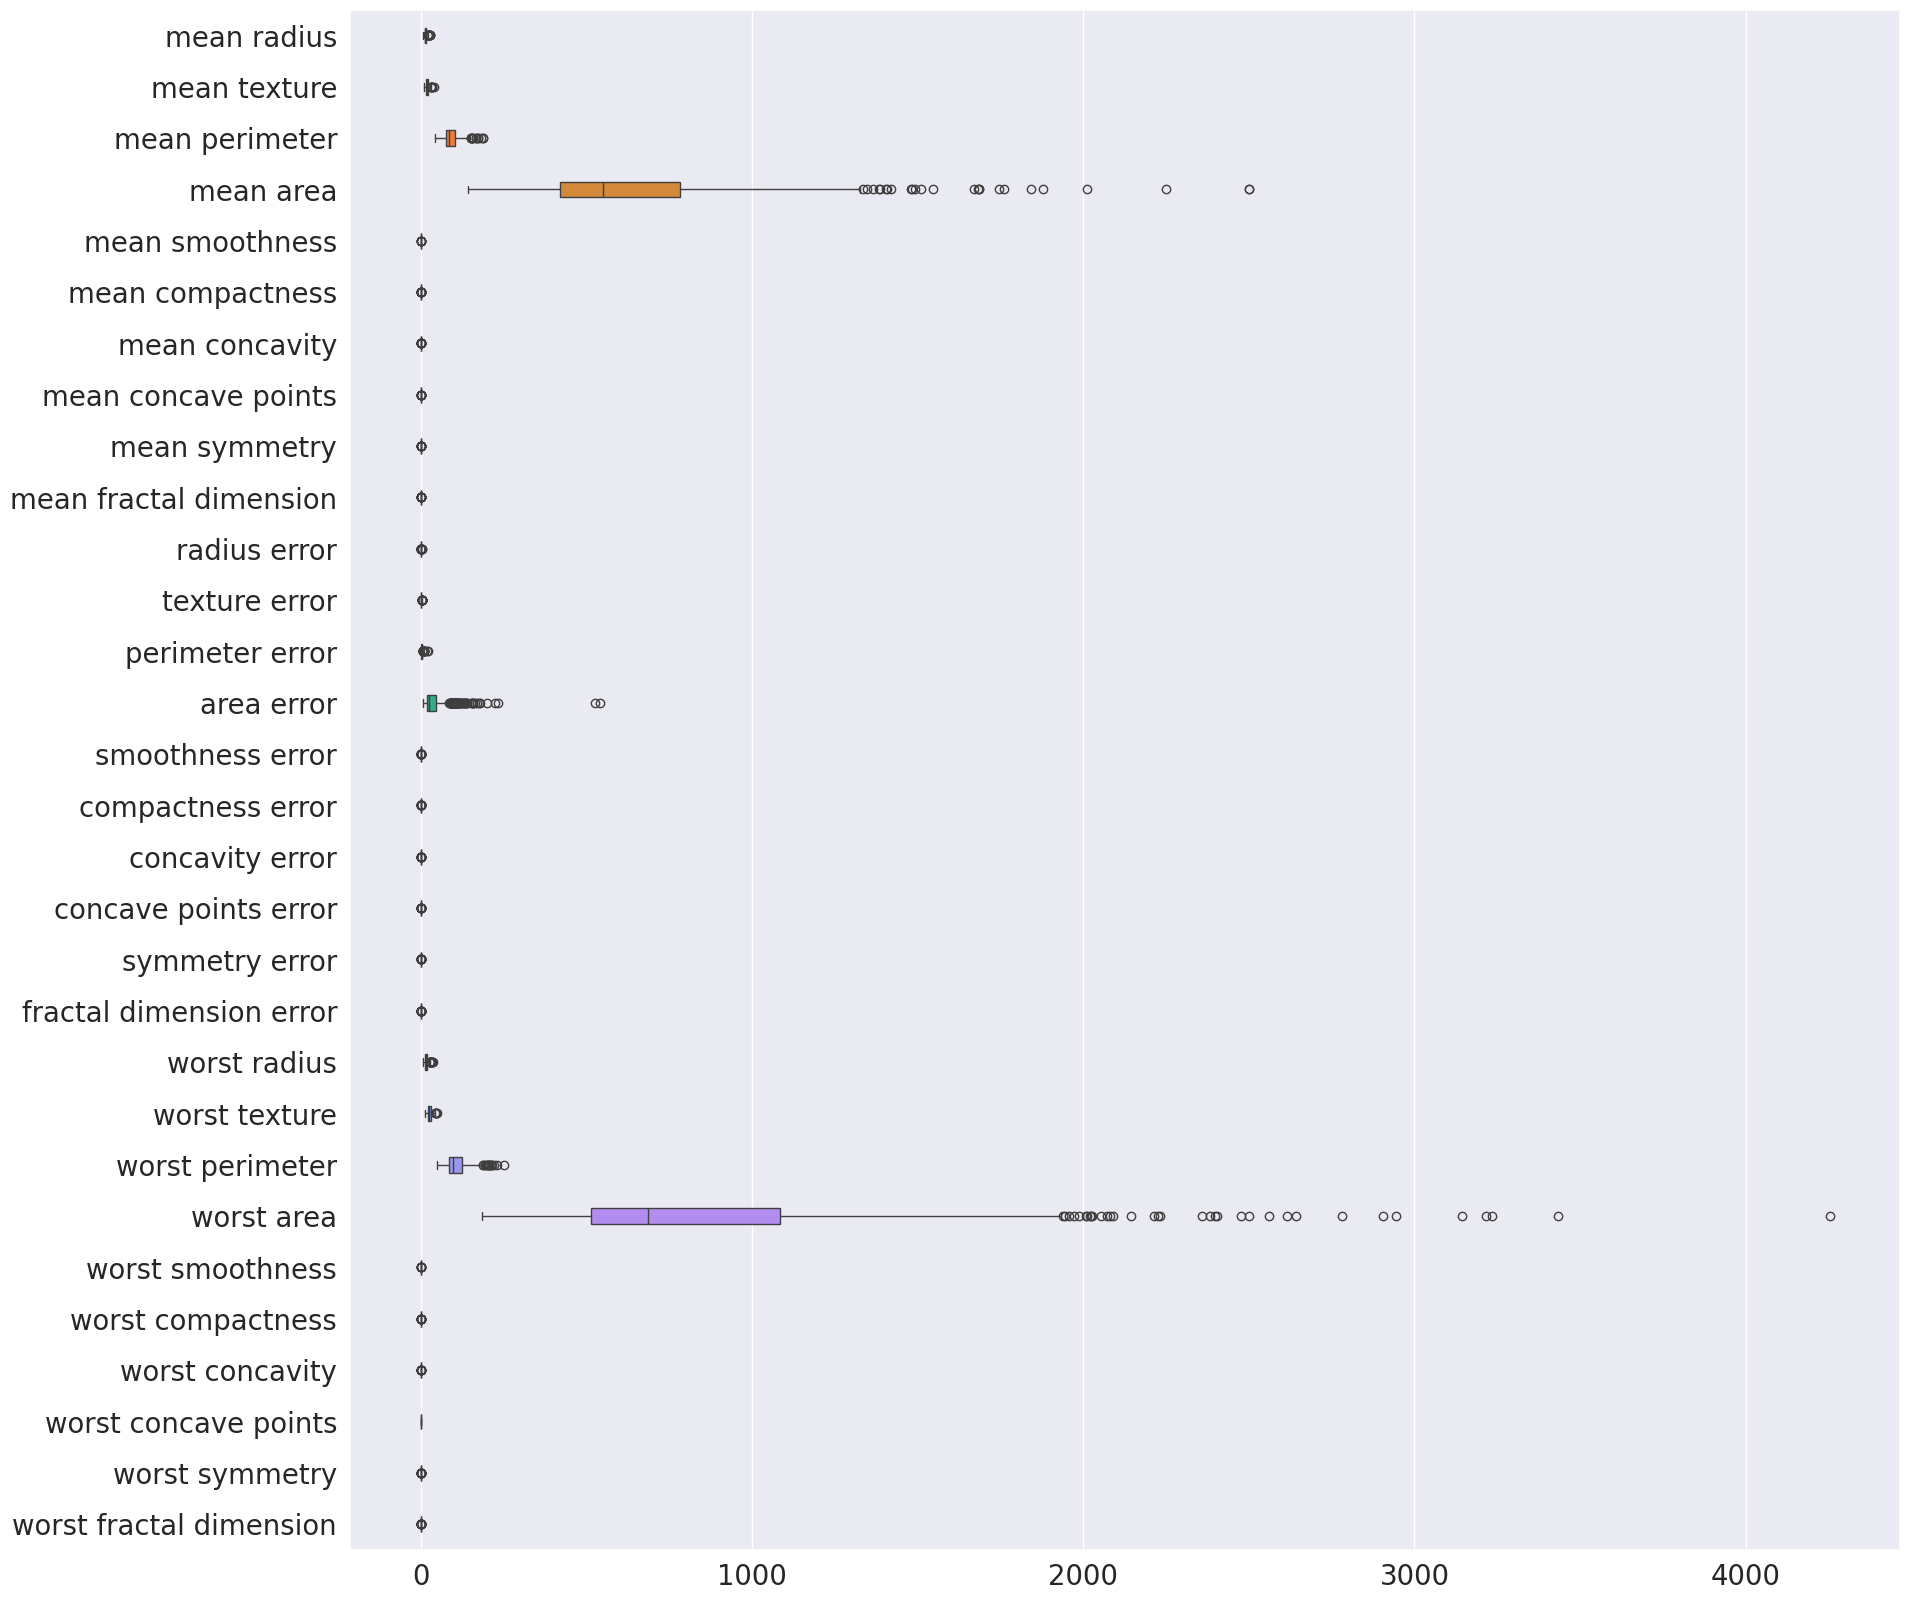 mean radius
mean texture
mean perimeter
mean area
mean smoothness
mean compactness
mean concavity
mean concave points
mean symmetry
mean fractal dimension
radius error
texture error
perimeter error
area error
smoothness error
compactness error
concavity error
concave points error
symmetry error
fractal dimension error
worst radius
worst texture
worst perimeter
worst area
worst smoothness
worst compactness
worst concavity
worst concave points
worst symmetry
worst fractal dimension
0 1000 2000 3000 4000